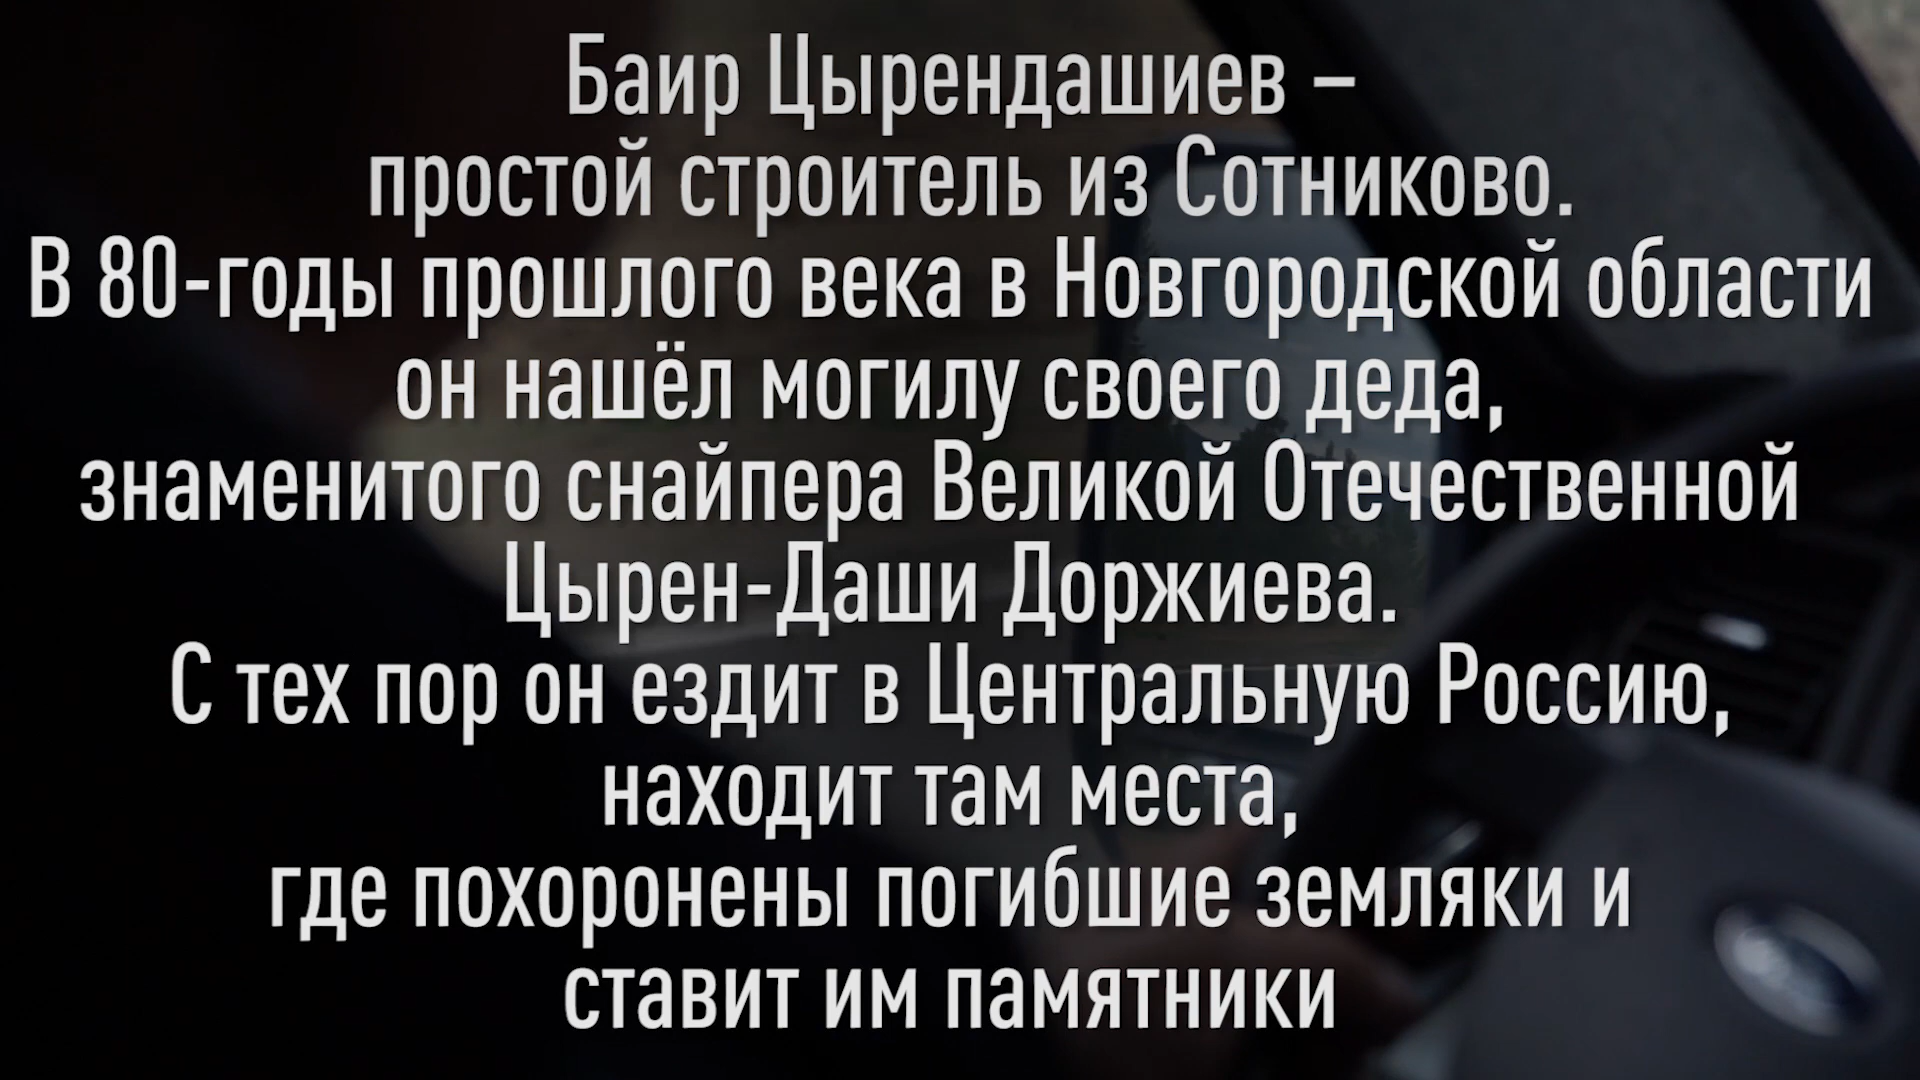 Баир Цырендашиев –
простой строитель из Сотниково.
В 80-годы прошлого века в Новгородской области
он нашёл могилу своего деда,
знаменитого снайпера Великой Отечественной
Цырен-Даши Доржиева.
С тех пор он ездит в Центральную Россию,
находит там места,
где похоронены погибшие земляки и
ставит им памятники